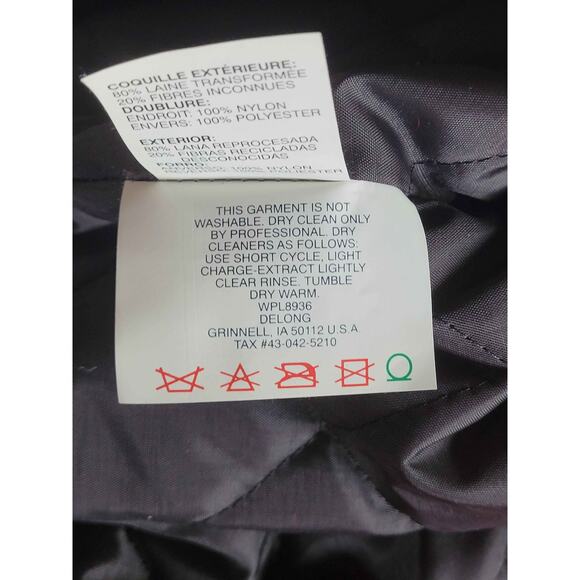 COQUILLE EXTÉRIEURE:
80% LAINE TRANSFORMÉE
20% FIBRES INCONNUES
DOUBLURE:
ENDROIT: 100% NYLON
ENVERS: 100% POLYESTER
EXTERIOR:
80% LANA REPROCESADA
20% FIBRAS RECICLADAS
DESCONOCIDAS
FORRO:
100% NYLON
THIS GARMENT IS NOT
WASHABLE. DRY CLEAN ONLY
BY PROFESSIONAL. DRY
CLEANERS AS FOLLOWS:
USE SHORT CYCLE, LIGHT
CHARGE-EXTRACT LIGHTLY
CLEAR RINSE. TUMBLE
DRY WARM.
WPL8936
DELONG
GRINNELL, IA 50112 U.S.A
TAX #43-042-5210